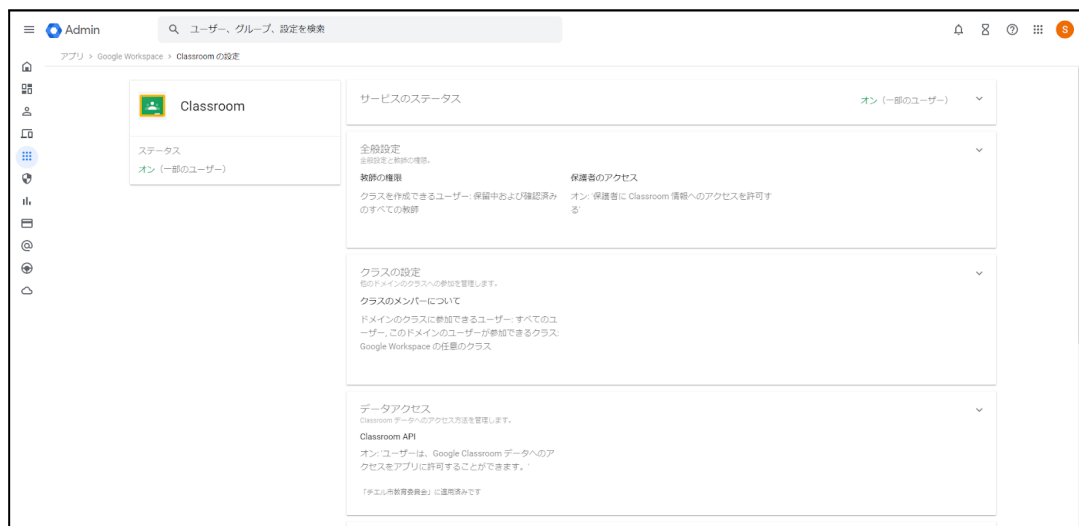 Admin
ユーザー、グループ、設定を検索
S
アプリ > Google Workspace > Classroom の設定
Classroom
ステータス
オン（一部のユーザー）
サービスのステータス
オン（一部のユーザー）
全般設定
全般設定と教師の権限。
教師の権限
クラスを作成できるユーザー: 保留中および確認済み
のすべての教師
保護者のアクセス
オン: '保護者に Classroom 情報へのアクセスを許可す
る'
クラスの設定
他のドメインのクラスへの参加を管理します。
クラスのメンバーについて
ドメインのクラスに参加できるユーザー: すべてのユ
ーザー, このドメインのユーザーが参加できるクラス:
Google Workspace の任意のクラス
データアクセス
Classroom データへのアクセス方法を管理します。
Classroom API
オン: 'ユーザーは、Google Classroom データへのア
クセスをアプリに許可することができます。'
「チエル市教育委員会」に適用済みです